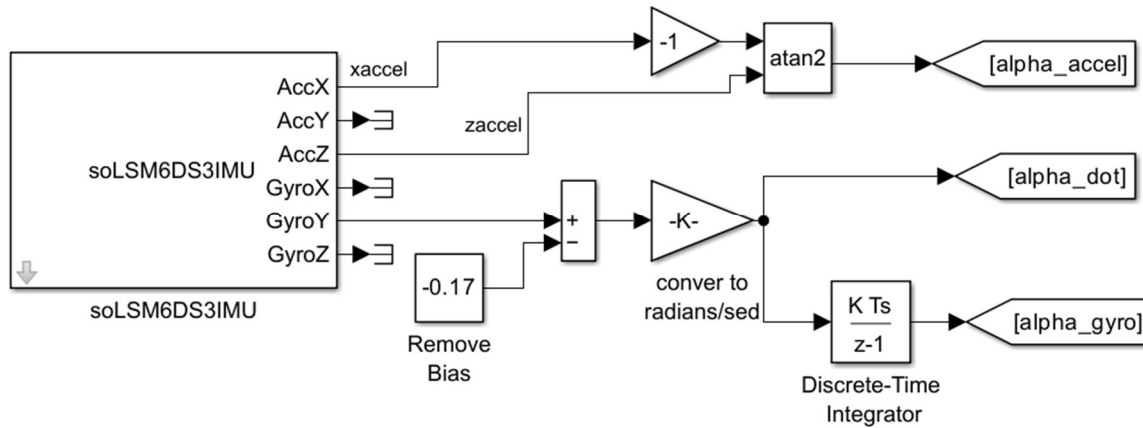 soLSM6DS3IMU
AccX
AccY
AccZ
GyroX
GyroY
GyroZ
soLSM6DS3IMU
xaccel
zaccel
-1
atan2
[alpha_accel]
-0.17
Remove
Bias
+
−
-K-
conver to
radians/sed
[alpha_dot]
K Ts
z-1
Discrete-Time
Integrator
[alpha_gyro]